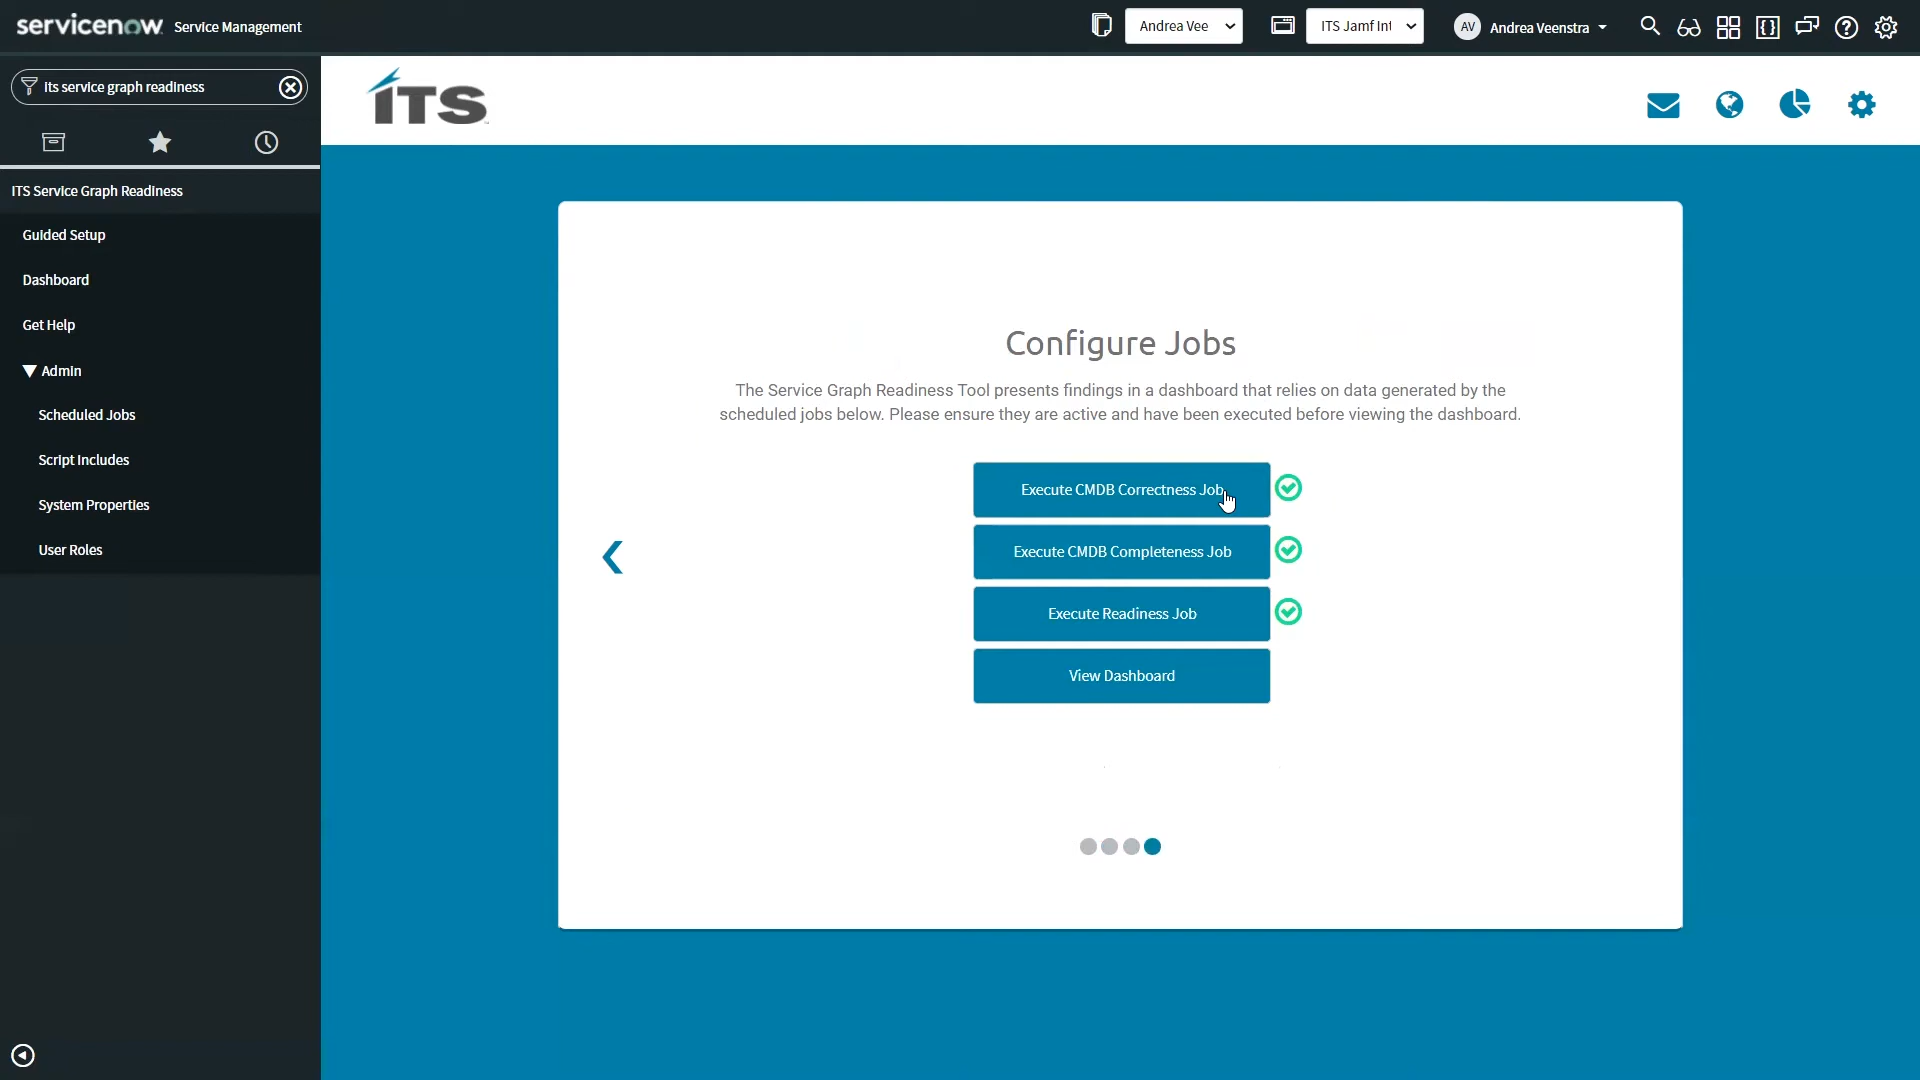 servicenow Service Management
Andrea Vee
ITS Jamf Int
AV Andrea Veenstra
its service graph readiness
ITS
ITS Service Graph Readiness
Guided Setup
Dashboard
Get Help
Admin
Scheduled Jobs
Script Includes
System Properties
User Roles
Configure Jobs
The Service Graph Readiness Tool presents findings in a dashboard that relies on data generated by the
scheduled jobs below. Please ensure they are active and have been executed before viewing the dashboard.
Execute CMDB Correctness Job
Execute CMDB Completeness Job
Execute Readiness Job
View Dashboard